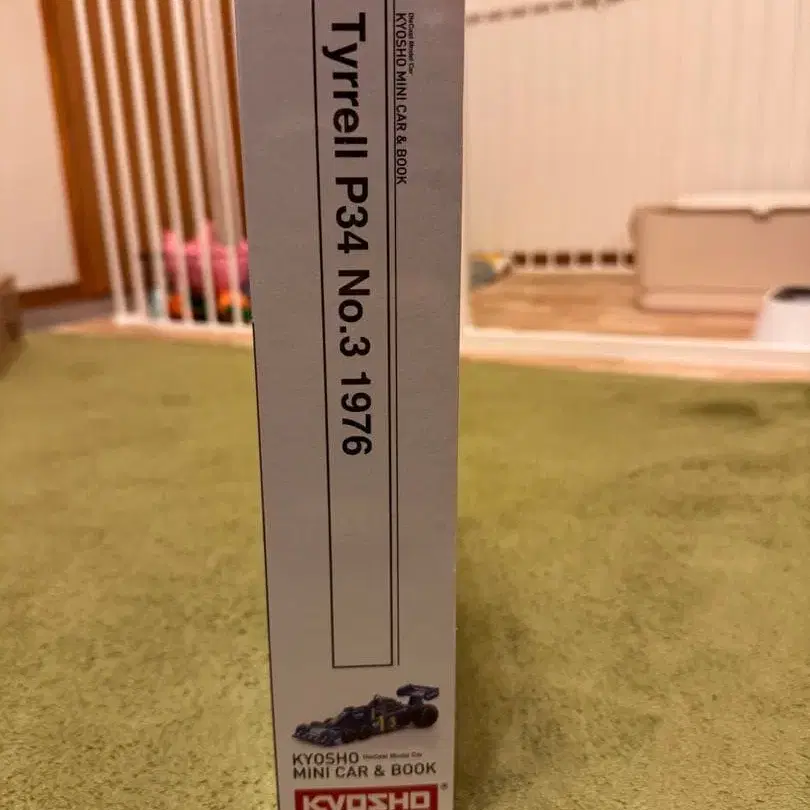 DieCast Model Car
KYOSHO MINI CAR & BOOK
Tyrrell P34 No.3 1976
3
KYOSHO DieCast Model Car
MINI CAR & BOOK
KYOSHO®